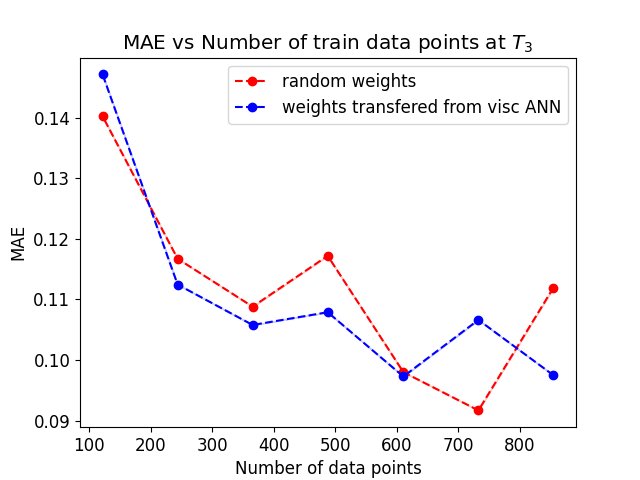 MAE vs Number of train data points at T₃
random weights
weights transfered from visc ANN
0.14
0.13
0.12
0.11
0.10
0.09
MAE
100 200 300 400 500 600 700 800
Number of data points